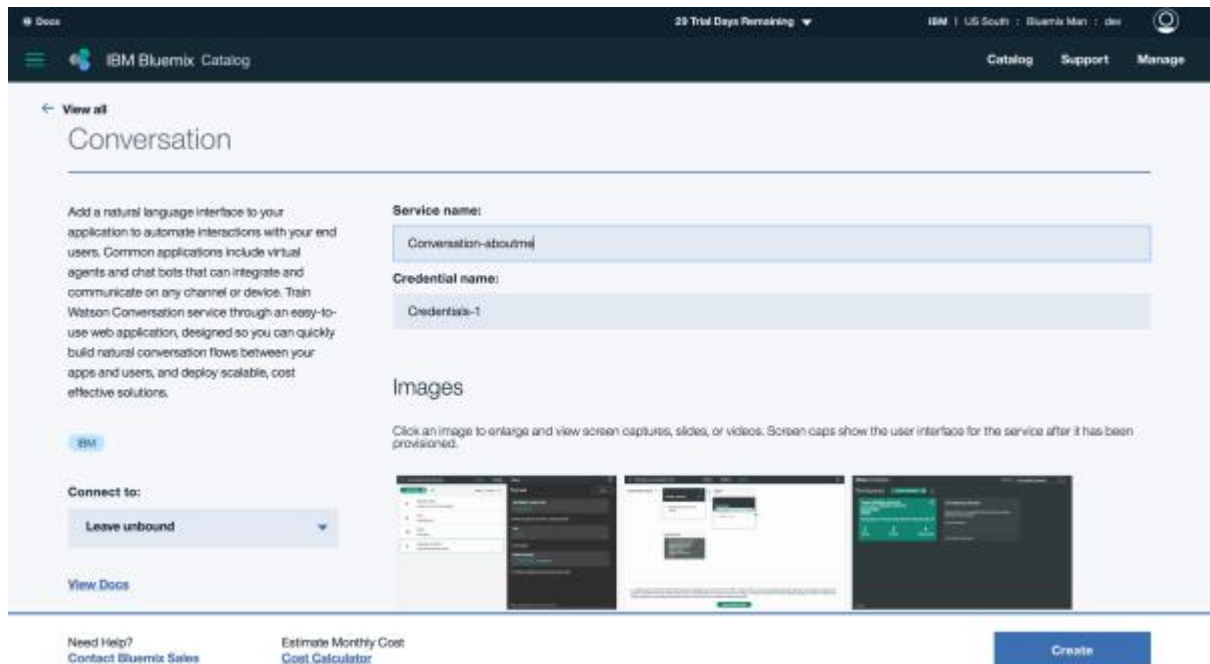 Docs
29 Trial Days Remaining
IBM | US South : Bluemix Man : dev
IBM Bluemix Catalog
Catalog Support Manage
← View all
Conversation
Add a natural language interface to your
application to automate interactions with your end
users. Common applications include virtual
agents and chat bots that can integrate and
communicate on any channel or device. Train
Watson Conversation service through an easy-to-
use web application, designed so you can quickly
build natural conversation flows between your
apps and users, and deploy scalable, cost
effective solutions.
IBM
Connect to:
Leave unbound
View Docs
Service name:
Conversation-aboutme
Credential name:
Credentials-1
Images
Click an image to enlarge and view screen captures, slides, or videos. Screen caps show the user interface for the service after it has been
provisioned.
Need Help?
Contact Bluemix Sales
Estimate Monthly Cost
Cost Calculator
Create